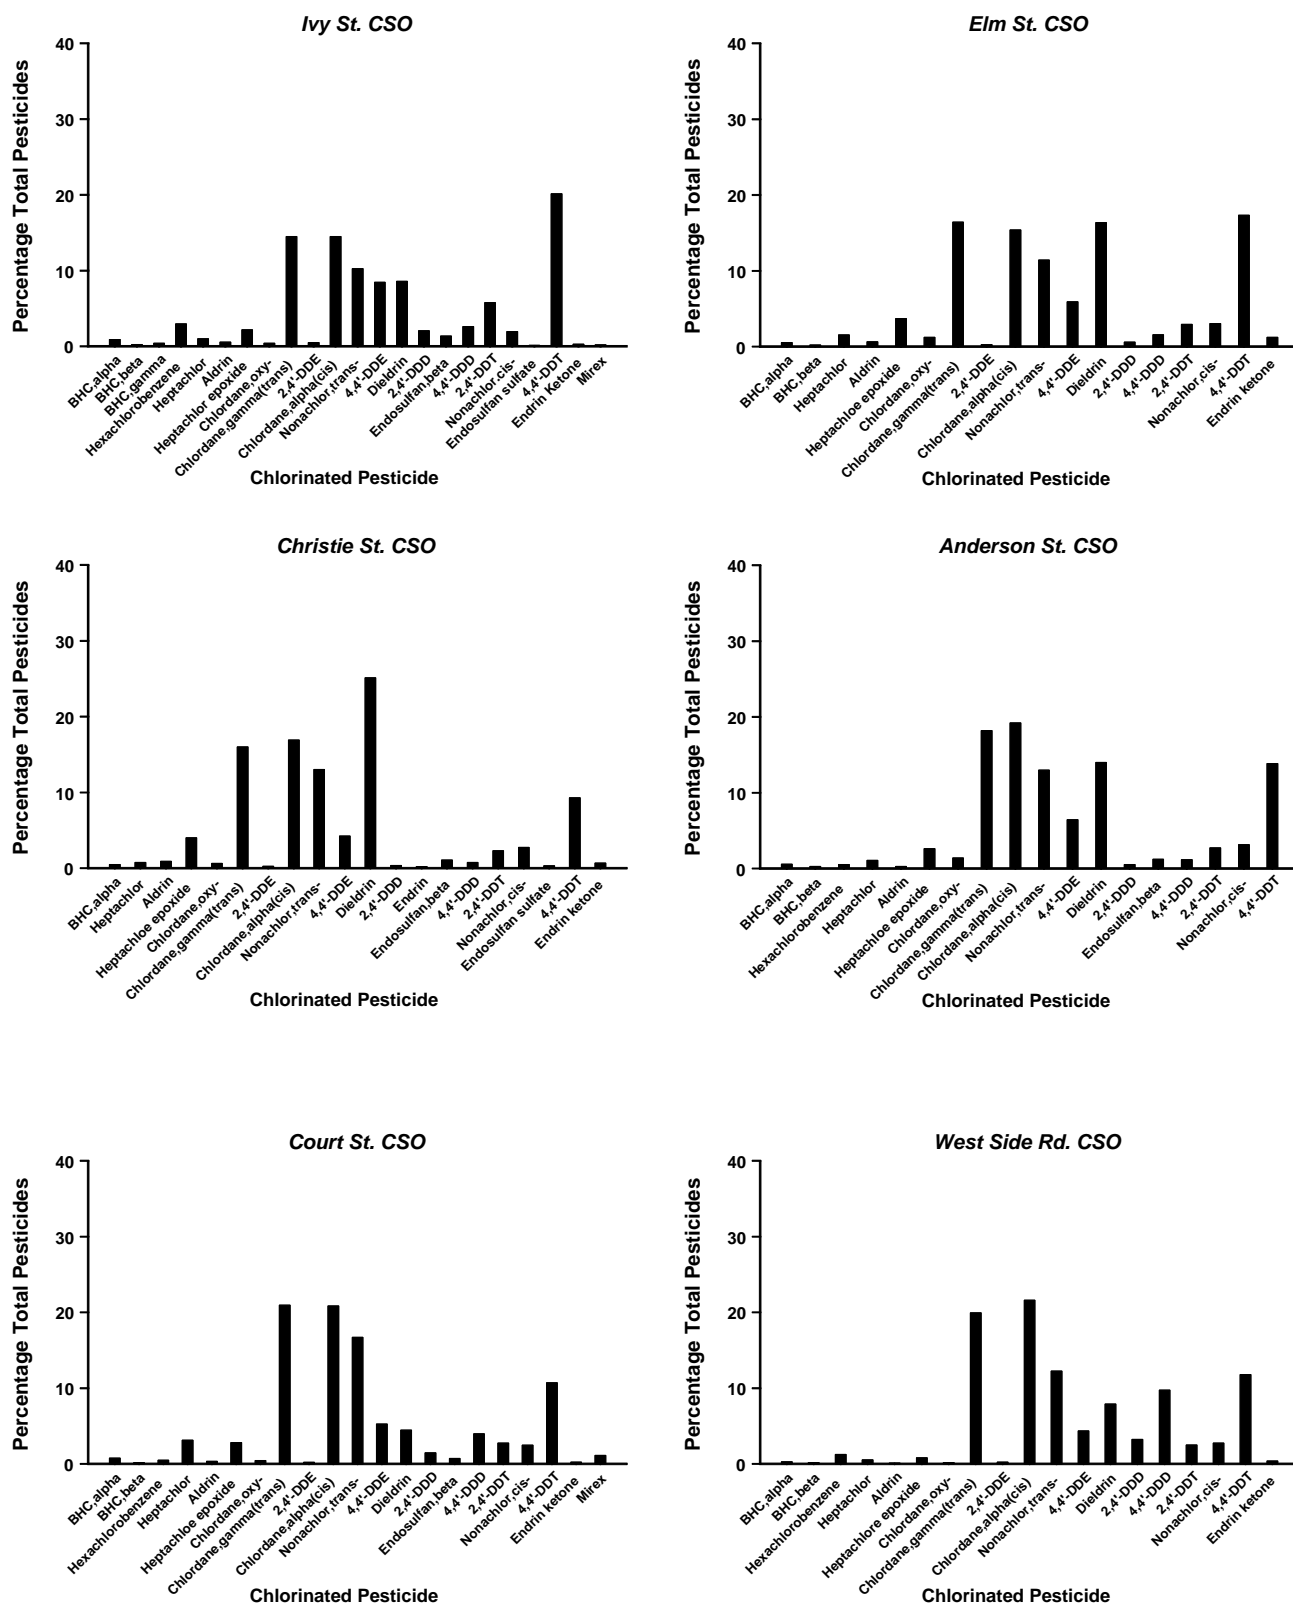 Ivy St. CSO
Percentage Total Pesticides
40
30
20
10
0
BHC,alpha
BHC,beta
BHC,gamma
Hexachlorobenzene
Heptachlor
Aldrin
Heptachlor epoxide
Chlordane,oxy-
Chlordane,gamma(trans)
2,4'-DDE
Chlordane,alpha(cis)
Nonachlor,trans-
4,4'-DDE
Dieldrin
2,4'-DDD
Endosulfan,beta
4,4'-DDD
2,4'-DDT
Nonachlor,cis-
Endosulfan sulfate
4,4'-DDT
Endrin Ketone
Mirex
Chlorinated Pesticide
Elm St. CSO
Percentage Total Pesticides
40
30
20
10
0
BHC,alpha
BHC,beta
Heptachlor
Aldrin
Heptachloe epoxide
Chlordane,oxy-
Chlordane,gamma(trans)
2,4'-DDE
Chlordane,alpha(cis)
Nonachlor,trans-
4,4'-DDE
Dieldrin
2,4'-DDD
4,4'-DDD
2,4'-DDT
Nonachlor,cis-
4,4'-DDT
Endrin ketone
Chlorinated Pesticide
Christie St. CSO
Percentage Total Pesticides
40
30
20
10
0
BHC,alpha
Heptachlor
Aldrin
Heptachloe epoxide
Chlordane,oxy-
Chlordane,gamma(trans)
2,4'-DDE
Chlordane,alpha(cis)
Nonachlor,trans-
4,4'-DDE
Dieldrin
2,4'-DDD
Endrin
Endosulfan,beta
4,4'-DDD
2,4'-DDT
Nonachlor,cis-
Endosulfan sulfate
4,4'-DDT
Endrin ketone
Chlorinated Pesticide
Anderson St. CSO
Percentage Total Pesticides
40
30
20
10
0
BHC,alpha
BHC,beta
Hexachlorobenzene
Heptachlor
Aldrin
Heptachloe epoxide
Chlordane,oxy-
Chlordane,gamma(trans)
Chlordane,alpha(cis)
Nonachlor,trans-
4,4'-DDE
Dieldrin
2,4'-DDD
Endosulfan,beta
4,4'-DDD
2,4'-DDT
Nonachlor,cis-
4,4'-DDT
Chlorinated Pesticide
Court St. CSO
Percentage Total Pesticides
40
30
20
10
0
BHC,alpha
BHC,beta
Hexachlorobenzene
Heptachlor
Aldrin
Heptachloe epoxide
Chlordane,oxy-
Chlordane,gamma(trans)
2,4'-DDE
Chlordane,alpha(cis)
Nonachlor,trans-
4,4'-DDE
Dieldrin
2,4'-DDD
Endosulfan,beta
4,4'-DDD
2,4'-DDT
Nonachlor,cis-
4,4'-DDT
Endrin ketone
Mirex
Chlorinated Pesticide
West Side Rd. CSO
Percentage Total Pesticides
40
30
20
10
0
BHC,alpha
BHC,beta
Hexachlorobenzene
Heptachlor
Aldrin
Heptachlore epoxide
Chlordane,oxy-
Chlordane,gamma(trans)
2,4'-DDE
Chlordane,alpha(cis)
Nonachlor,trans-
4,4'-DDE
Dieldrin
2,4'-DDD
4,4'-DDD
2,4'-DDT
Nonachlor,cis-
4,4'-DDT
Endrin ketone
Chlorinated Pesticide